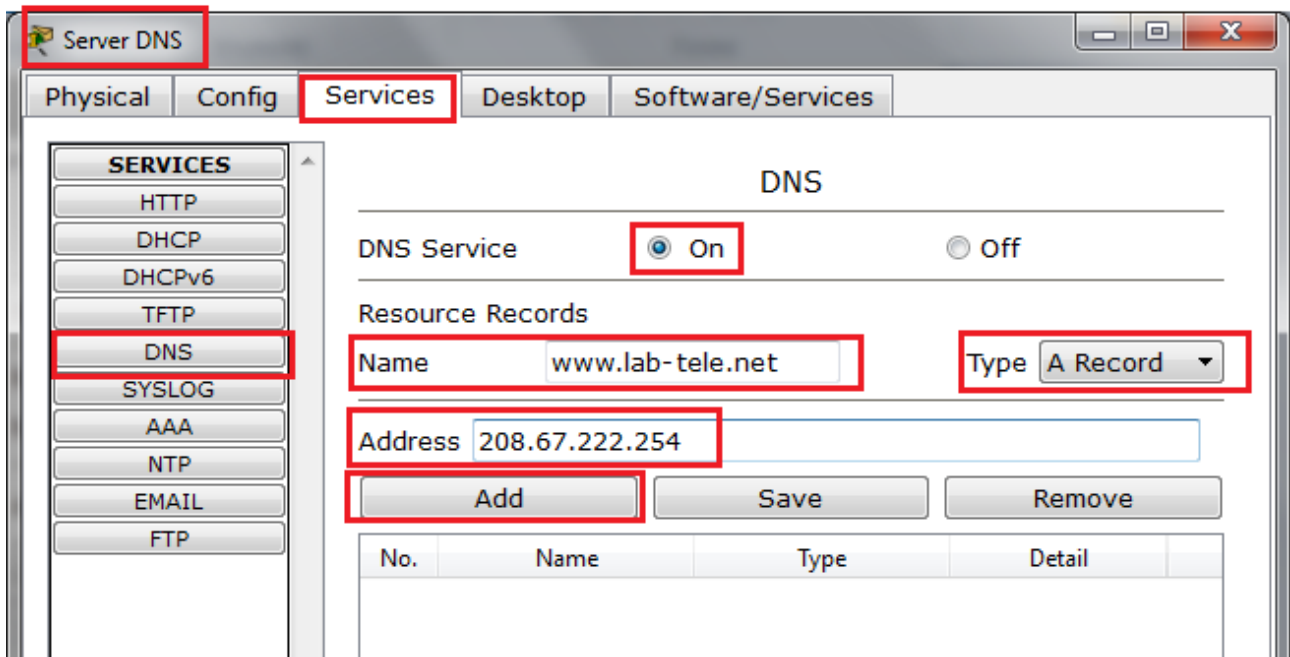 Server DNS
Physical Config Services Desktop Software/Services
SERVICES
HTTP
DHCP
DHCPv6
TFTP
DNS
SYSLOG
AAA
NTP
EMAIL
FTP
DNS
DNS Service On Off
Resource Records
Name www.lab-tele.net Type A Record
Address 208.67.222.254
Add Save Remove
No. Name Type Detail